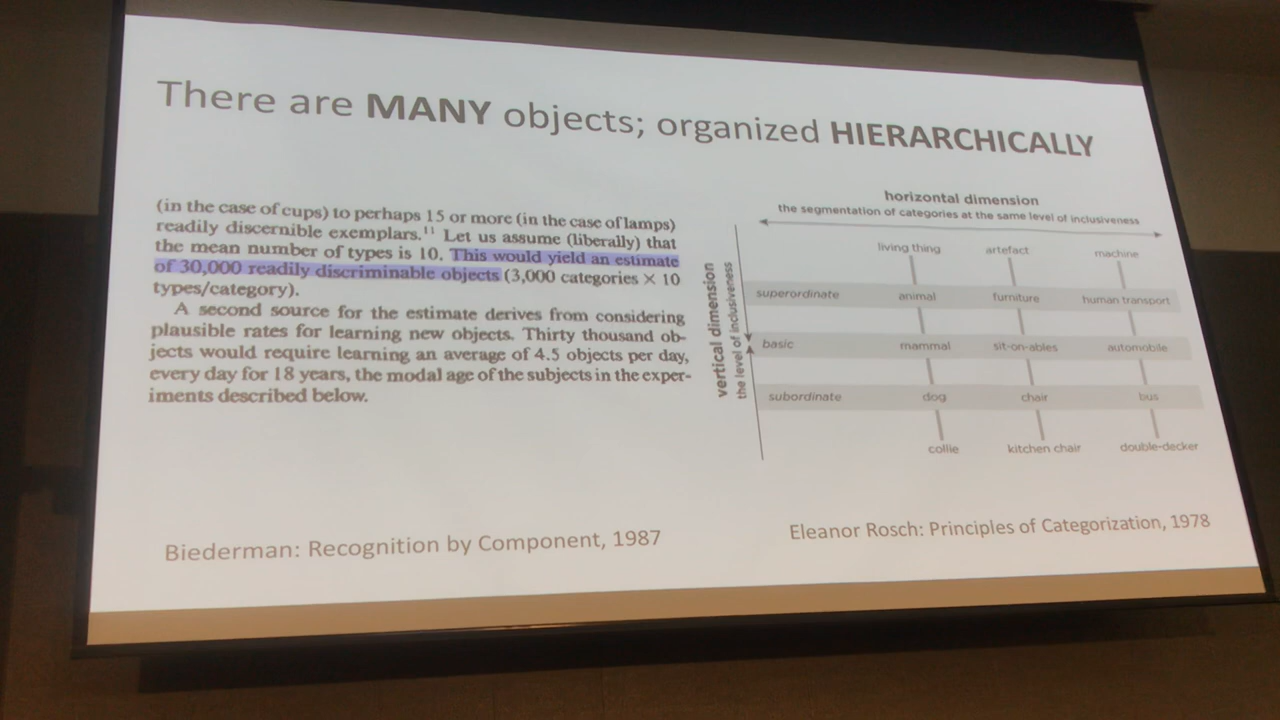 There are MANY objects; organized HIERARCHICALLY
(in the case of cups) to perhaps 15 or more (in the case of lamps)
readily discernible exemplars.¹¹ Let us assume (liberally) that
the mean number of types is 10. This would yield an estimate
of 30,000 readily discriminable objects (3,000 categories × 10
types/category).
A second source for the estimate derives from considering
plausible rates for learning new objects. Thirty thousand ob-
jects would require learning an average of 4.5 objects per day,
every day for 18 years, the modal age of the subjects in the exper-
iments described below.
Biederman: Recognition by Component, 1987
horizontal dimension
the segmentation of categories at the same level of inclusiveness
vertical dimension
the level of inclusiveness
living thing artefact machine
superordinate animal furniture human transport
basic mammal sit-on-ables automobile
subordinate dog chair bus
collie kitchen chair double-decker
Eleanor Rosch: Principles of Categorization, 1978